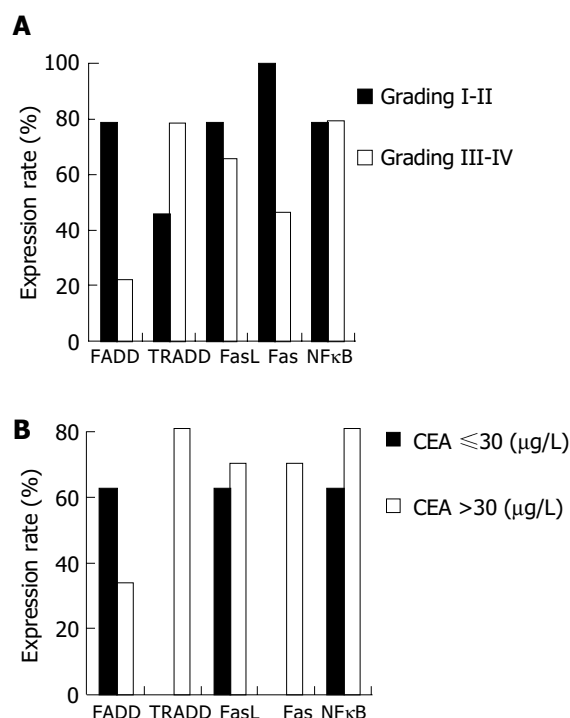 A
Expression rate (%)
100
80
60
40
20
0
FADD TRADD FasL Fas NFκB
Grading I-II
Grading III-IV
B
Expression rate (%)
80
60
40
20
0
FADD TRADD FasL Fas NFκB
CEA ≤30 (μg/L)
CEA >30 (μg/L)